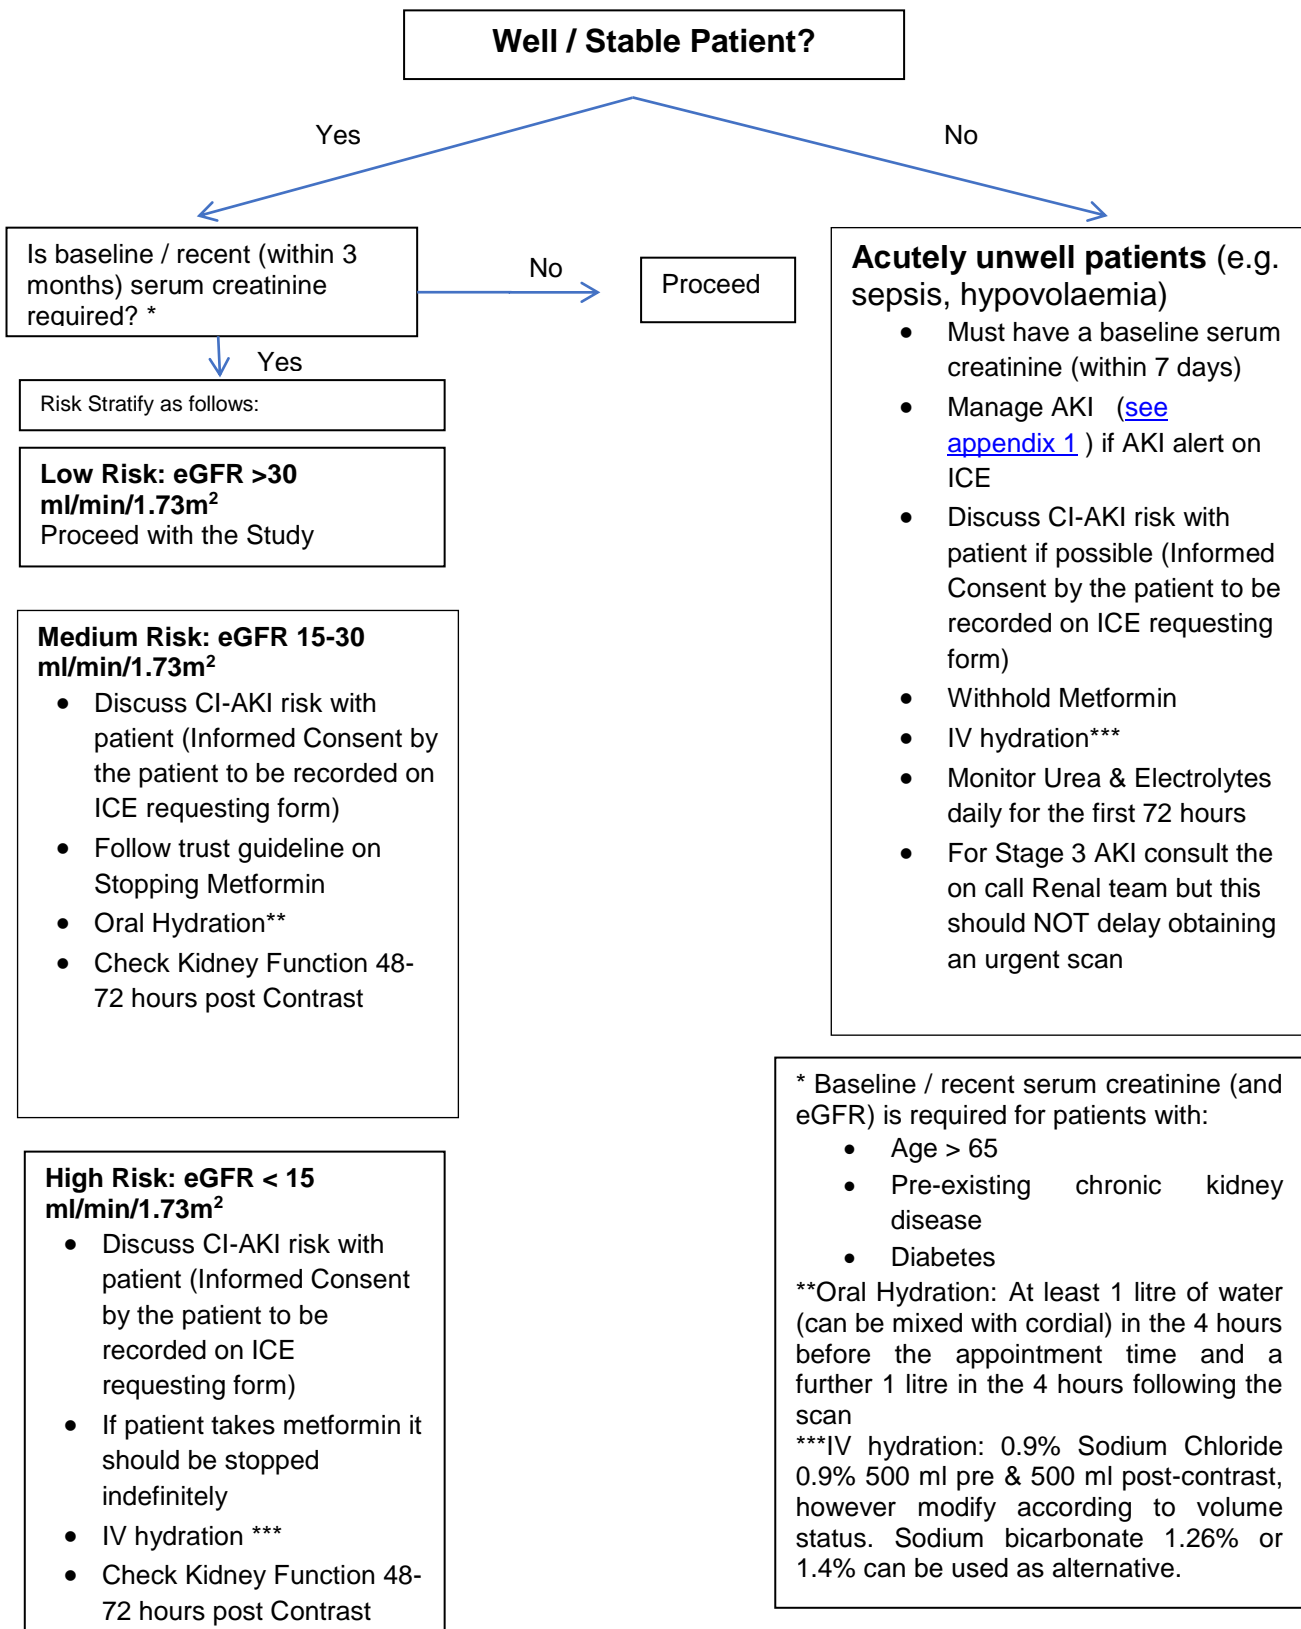 Well / Stable Patient?
Yes
No
Is baseline / recent (within 3
months) serum creatinine
required? *
No
Proceed
Yes
Risk Stratify as follows:
Low Risk: eGFR >30
ml/min/1.73m²
Proceed with the Study
Medium Risk: eGFR 15-30
ml/min/1.73m²
• Discuss CI-AKI risk with
patient (Informed Consent by
the patient to be recorded on
ICE requesting form)
• Follow trust guideline on
Stopping Metformin
• Oral Hydration**
• Check Kidney Function 48-
72 hours post Contrast
High Risk: eGFR < 15
ml/min/1.73m²
• Discuss CI-AKI risk with
patient (Informed Consent
by the patient to be
recorded on ICE
requesting form)
• If patient takes metformin it
should be stopped
indefinitely
• IV hydration ***
• Check Kidney Function 48-
72 hours post Contrast
Acutely unwell patients (e.g.
sepsis, hypovolaemia)
• Must have a baseline serum
creatinine (within 7 days)
• Manage AKI (see
appendix 1 ) if AKI alert on
ICE
• Discuss CI-AKI risk with
patient if possible (Informed
Consent by the patient to be
recorded on ICE requesting
form)
• Withhold Metformin
• IV hydration***
• Monitor Urea & Electrolytes
daily for the first 72 hours
• For Stage 3 AKI consult the
on call Renal team but this
should NOT delay obtaining
an urgent scan
* Baseline / recent serum creatinine (and
eGFR) is required for patients with:
• Age > 65
• Pre-existing chronic kidney
disease
• Diabetes
**Oral Hydration: At least 1 litre of water
(can be mixed with cordial) in the 4 hours
before the appointment time and a
further 1 litre in the 4 hours following the
scan
***IV hydration: 0.9% Sodium Chloride
0.9% 500 ml pre & 500 ml post-contrast,
however modify according to volume
status. Sodium bicarbonate 1.26% or
1.4% can be used as alternative.